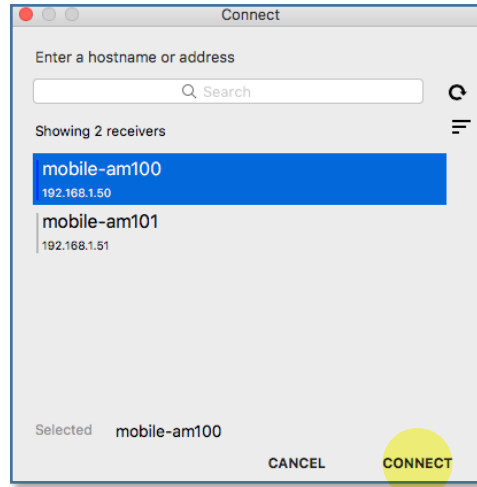 Connect
Enter a hostname or address
Search
Showing 2 receivers
mobile-am100
192.168.1.50
mobile-am101
192.168.1.51
Selected mobile-am100
CANCEL CONNECT